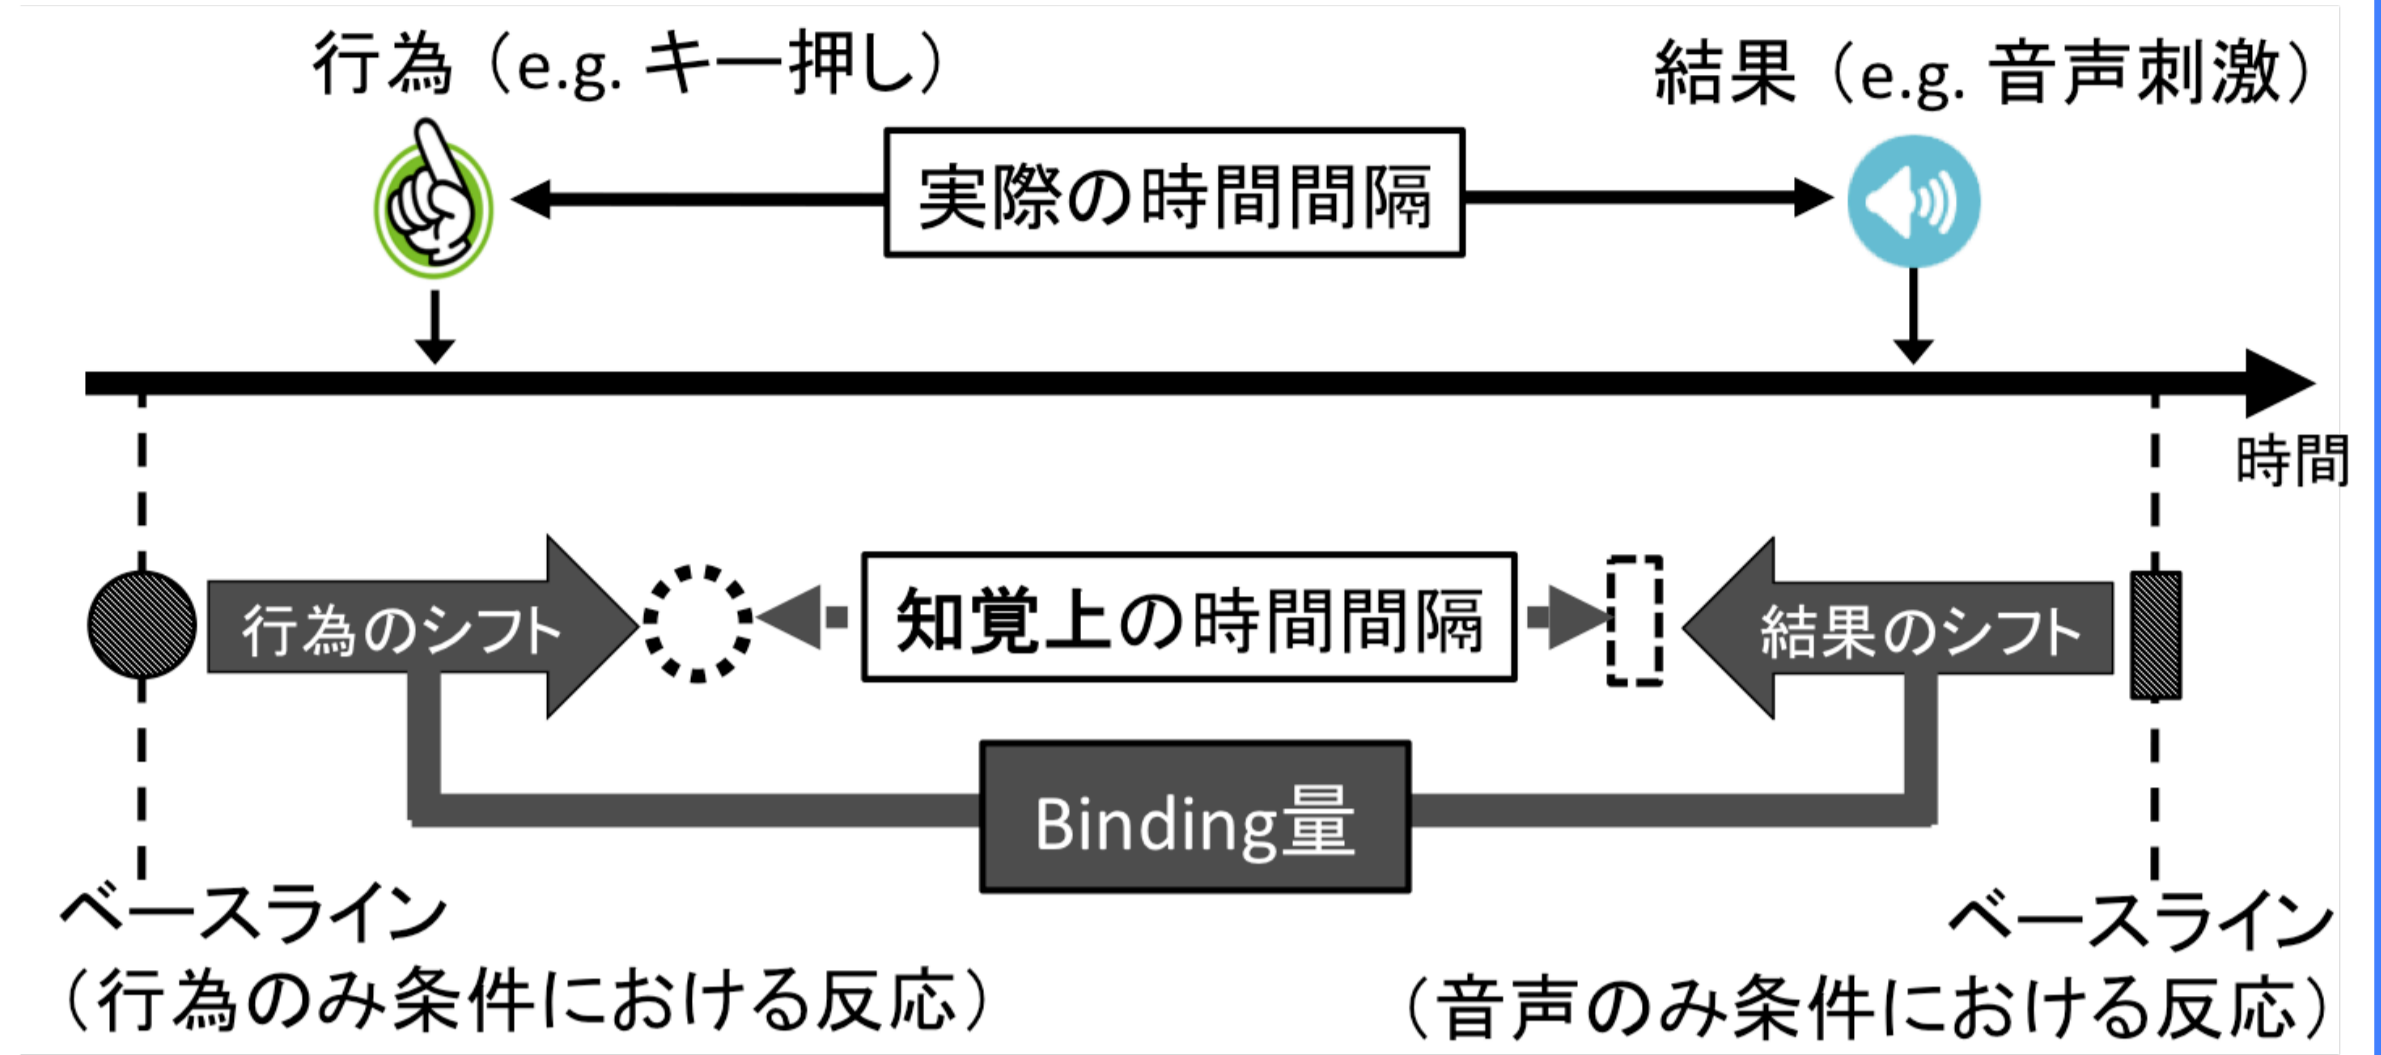 行為（e.g. キー押し）
結果（e.g. 音声刺激）
実際の時間間隔
時間
行為のシフト
知覚上の時間間隔
結果のシフト
Binding量
ベースライン
（行為のみ条件における反応）
ベースライン
（音声のみ条件における反応）